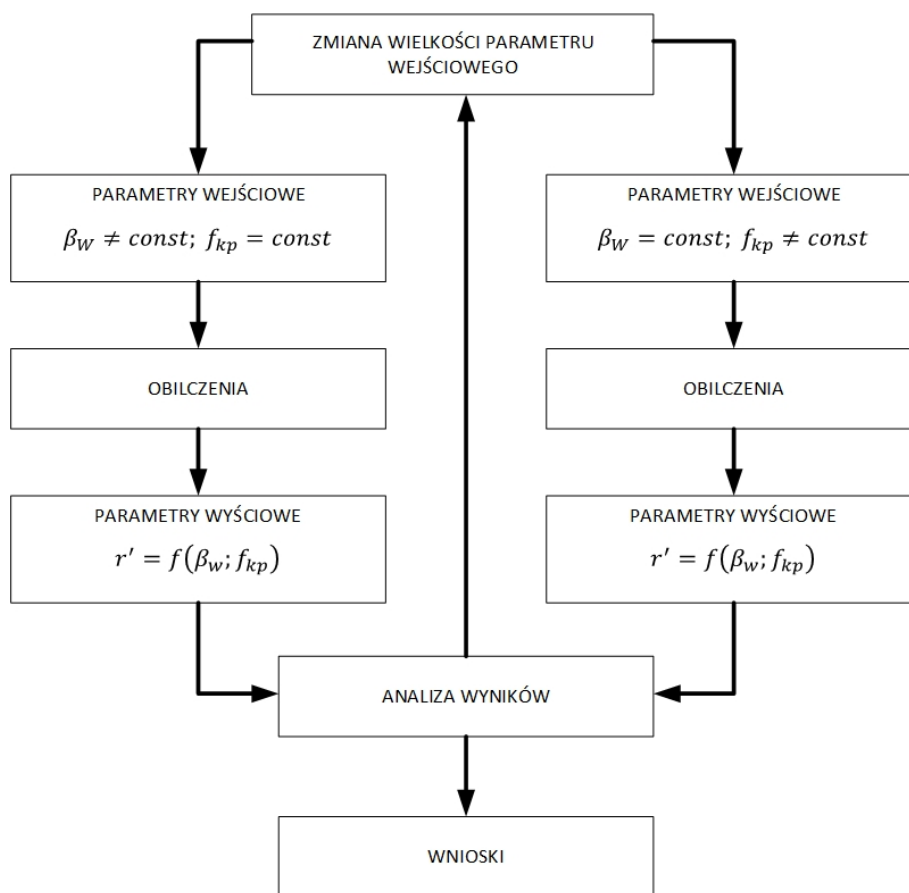 ZMIANA WIELKOŚCI PARAMETRU
WEJŚCIOWEGO
PARAMETRY WEJŚCIOWE
β_W ≠ const; f_kp = const
PARAMETRY WEJŚCIOWE
β_W = const; f_kp ≠ const
OBILCZENIA
OBILCZENIA
PARAMETRY WYŚCIOWE
r′ = f(β_w; f_kp)
PARAMETRY WYŚCIOWE
r′ = f(β_w; f_kp)
ANALIZA WYNIKÓW
WNIOSKI